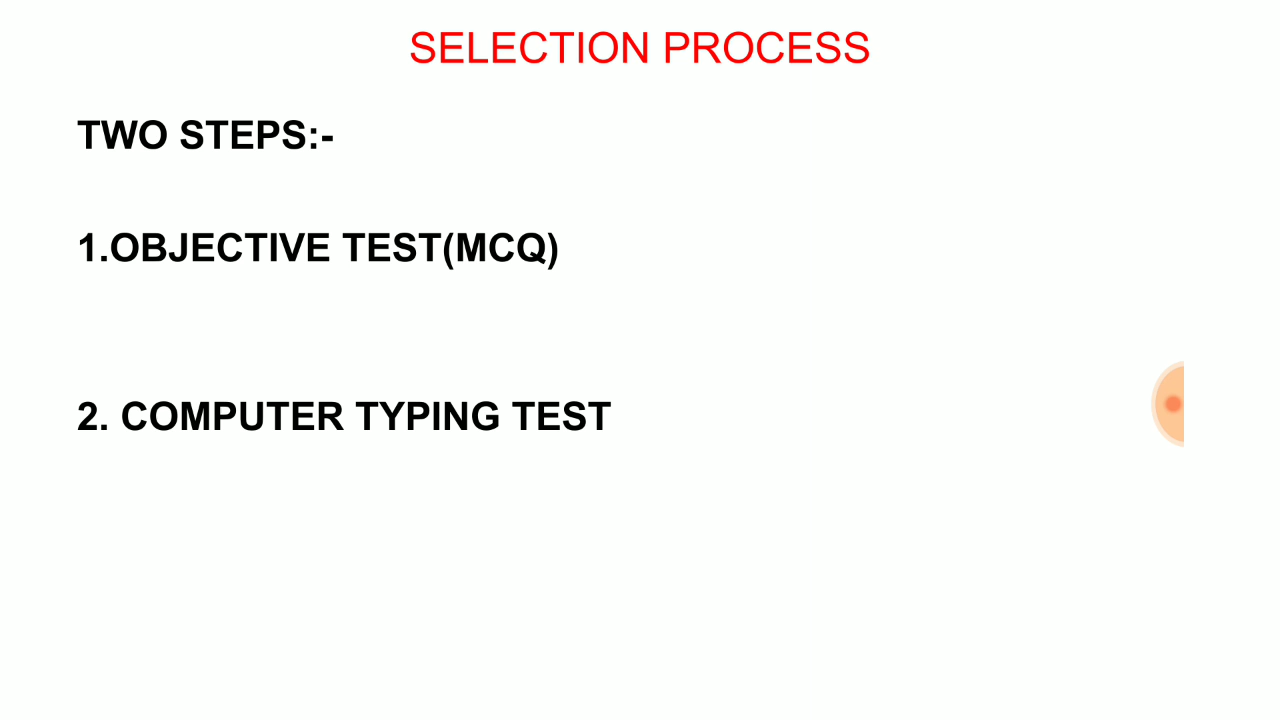 SELECTION PROCESS
TWO STEPS:-
1.OBJECTIVE TEST(MCQ)
2. COMPUTER TYPING TEST